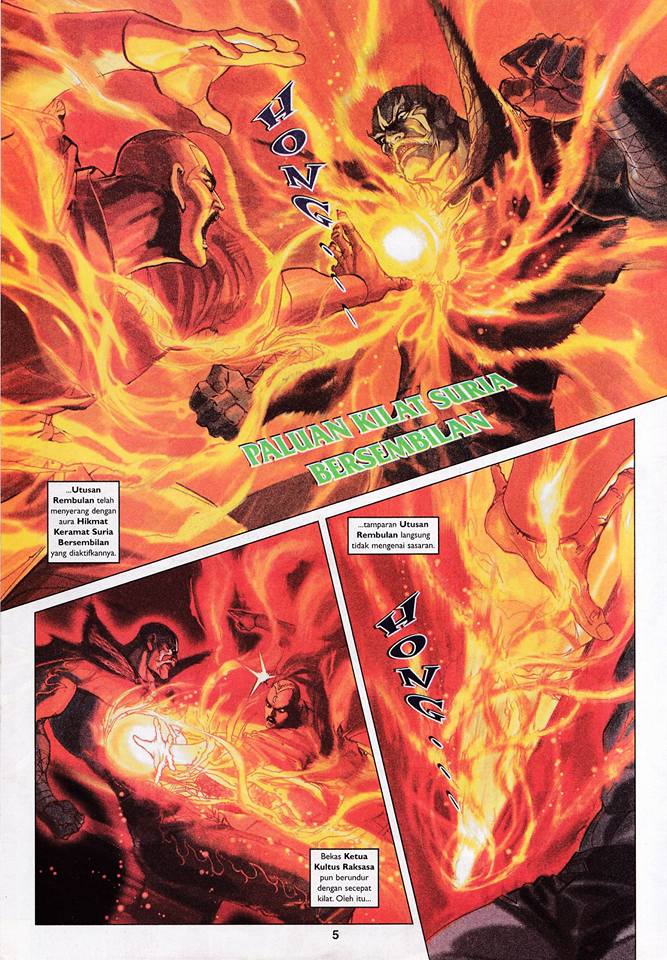 HONG...
PALUAN KILAT SURIA
BERSEMBILAN
...Utusan
Rembulan telah
menyerang dengan
aura Hikmat
Keramat Suria
Bersembilan
yang diaktifkannya.
Bekas Ketua
Kultus Raksasa
pun berundur
dengan secepat
kilat. Oleh itu...
...tamparan Utusan
Rembulan langsung
tidak mengenai sasaran.
HONG...
5